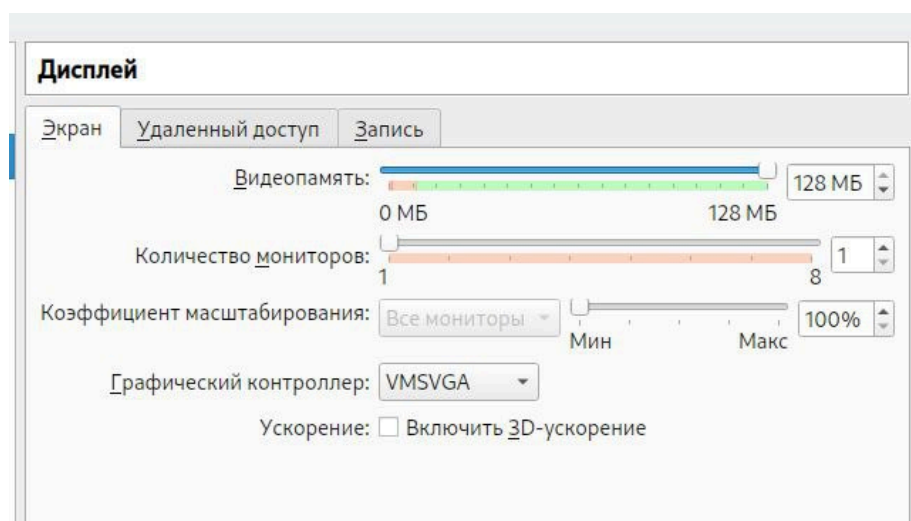 Дисплей
Экран Удаленный доступ Запись
Видеопамять: 128 МБ
0 МБ 128 МБ
Количество мониторов: 1
1 8
Коэффициент масштабирования: Все мониторы 100%
Мин Макс
Графический контроллер: VMSVGA
Ускорение: Включить 3D-ускорение